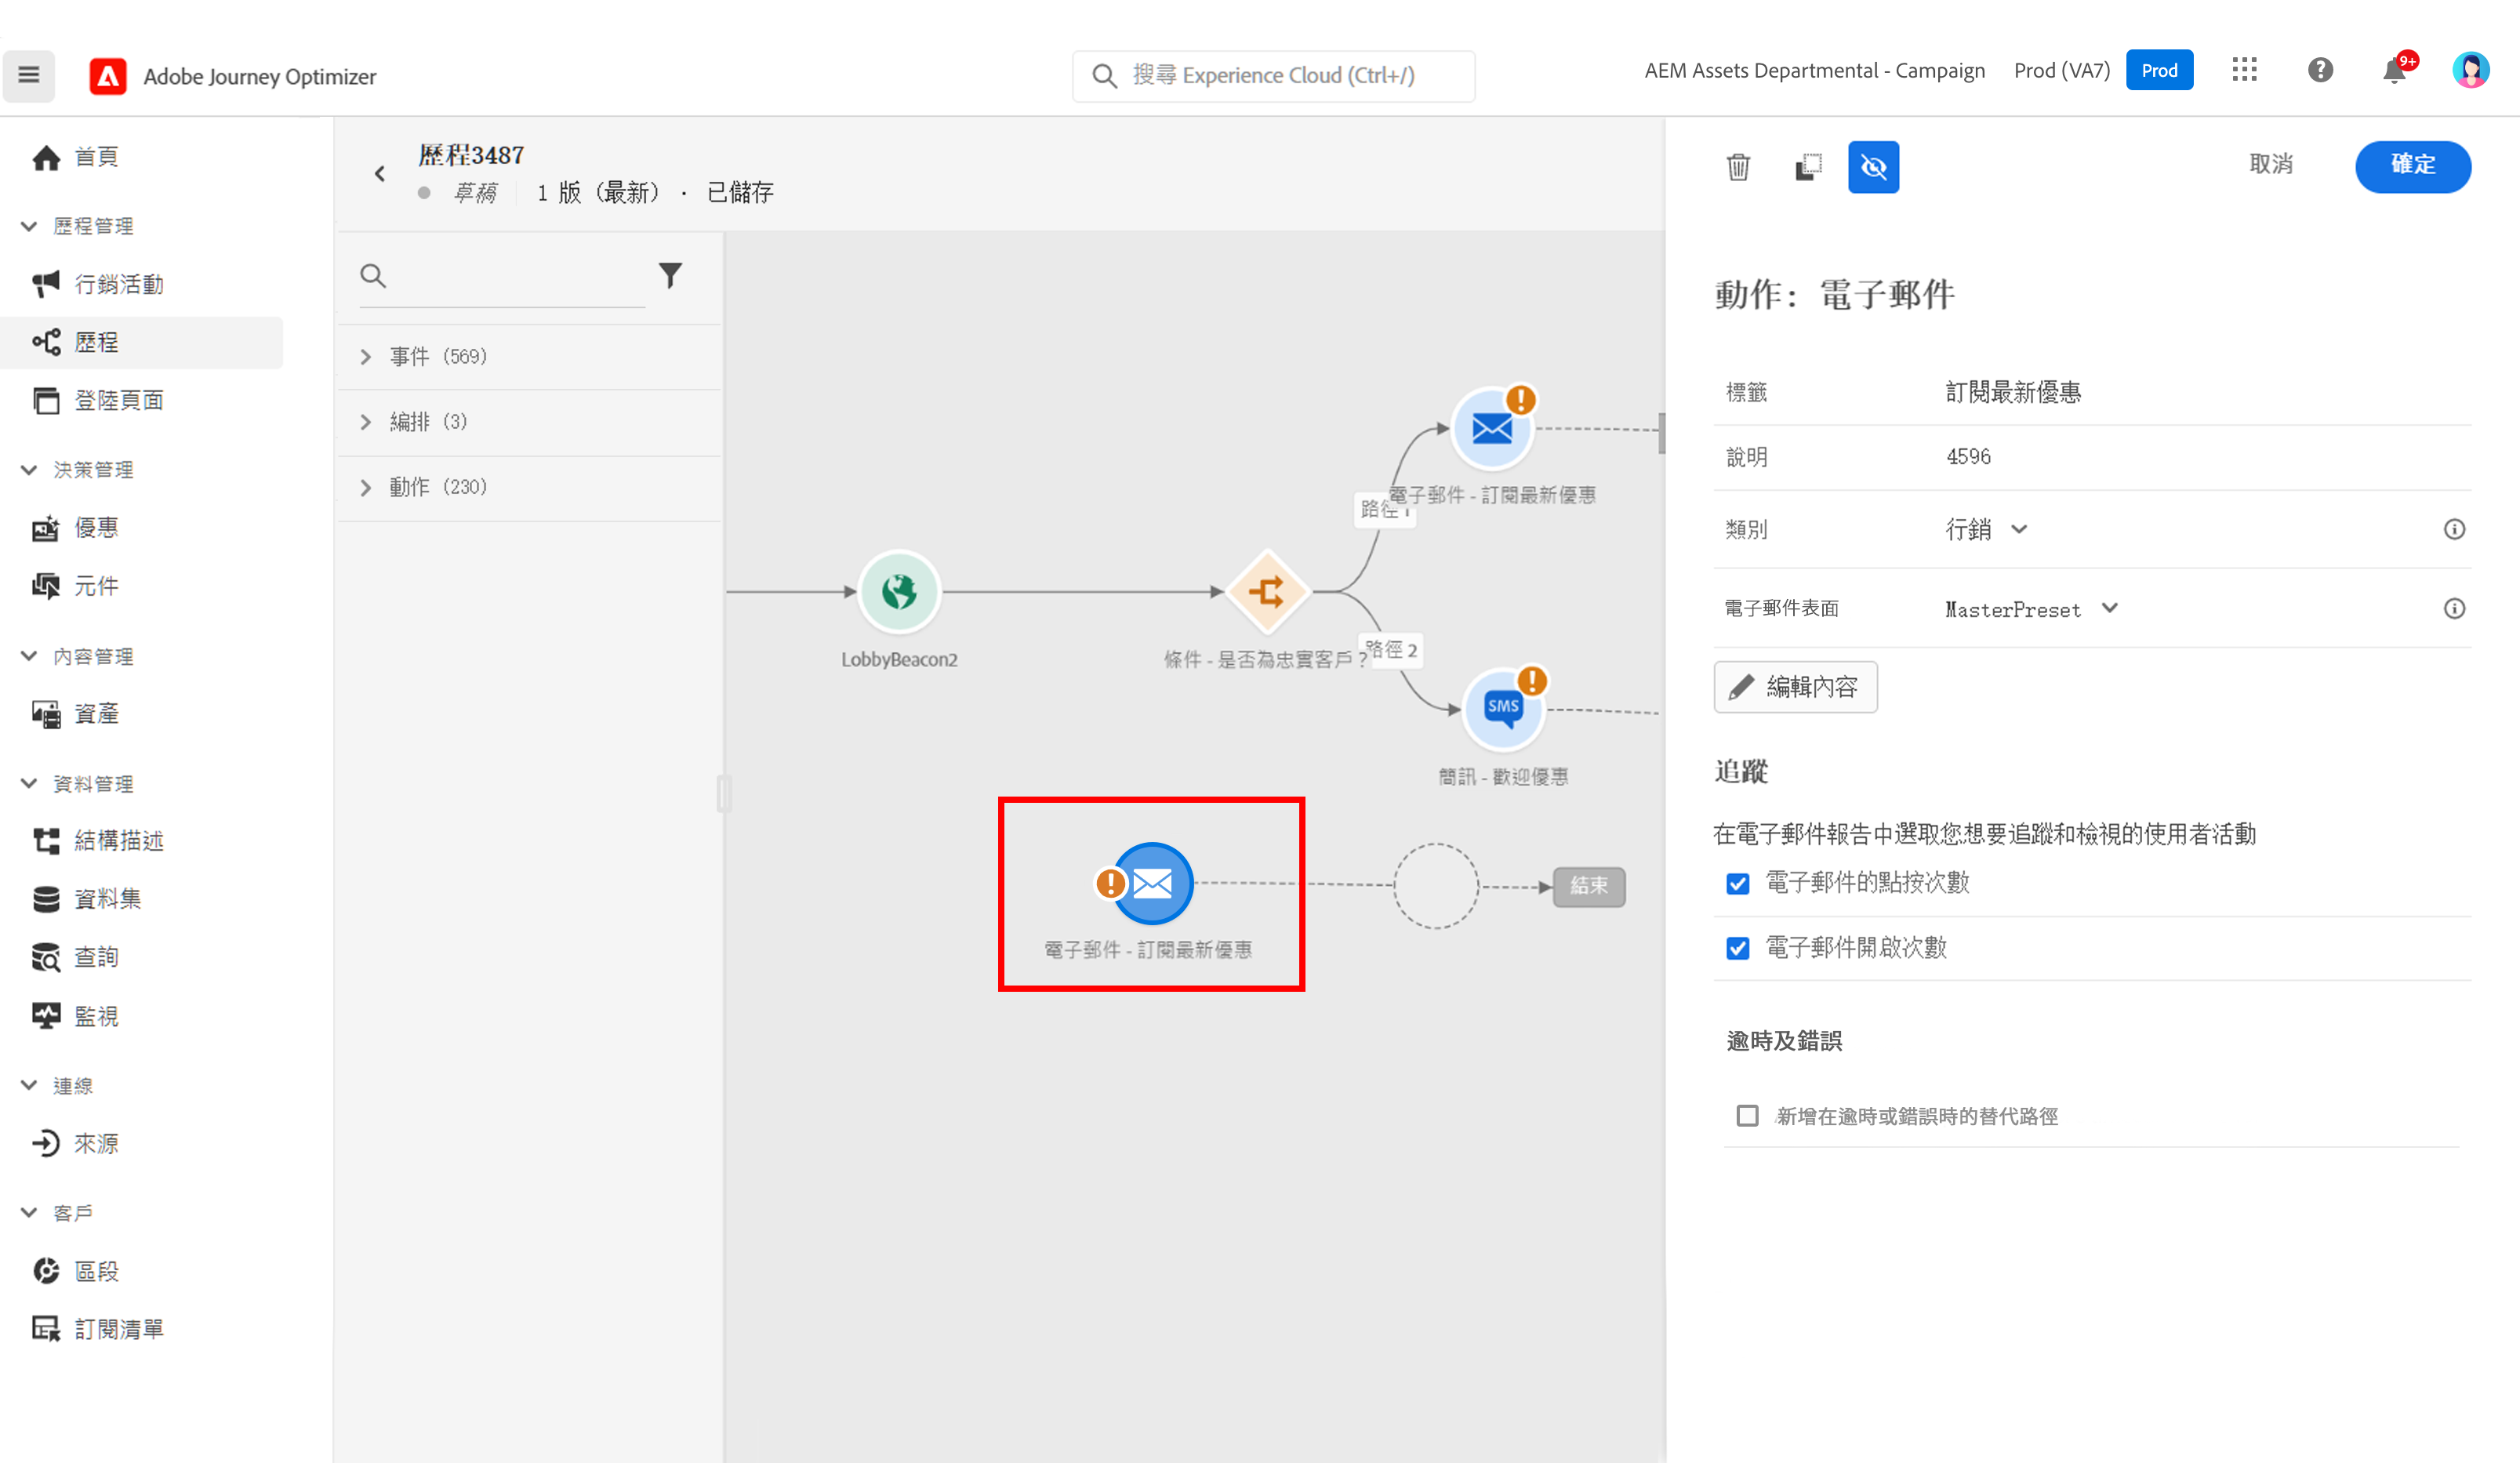 Adobe Journey Optimizer
搜尋 Experience Cloud (Ctrl+/)
AEM Assets Departmental - Campaign
Prod (VA7)
Prod
9+
首頁
歷程管理
行銷活動
歷程
登陸頁面
決策管理
優惠
元件
內容管理
資產
資料管理
結構描述
資料集
查詢
監視
連線
來源
客戶
區段
訂閱清單
歷程3487
草稿
1 版 (最新) · 已儲存
事件 (569)
編排 (3)
動作 (230)
LobbyBeacon2
條件 - 是否為忠實客戶?
路徑 1
電子郵件 - 訂閱最新優惠
路徑 2
SMS
簡訊 - 歡迎優惠
電子郵件 - 訂閱最新優惠
結束
取消
確定
動作: 電子郵件
標籤
訂閱最新優惠
說明
4596
類別
行銷
電子郵件表面
MasterPreset
編輯內容
追蹤
在電子郵件報告中選取您想要追蹤和檢視的使用者活動
電子郵件的點按次數
電子郵件開啟次數
逾時及錯誤
新增在逾時或錯誤時的替代路徑